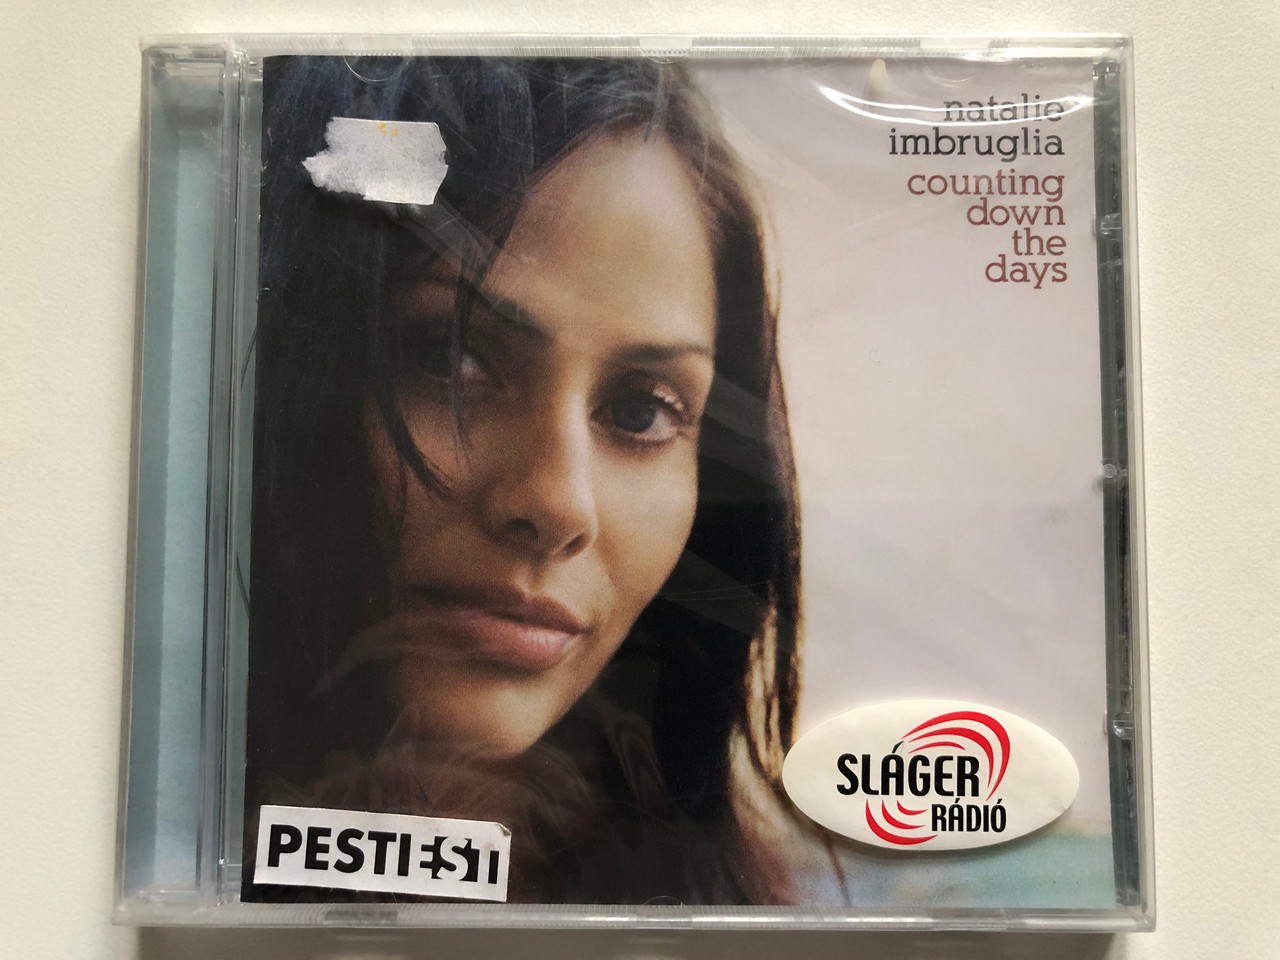 natalie
imbruglia
counting
down
the
days
SLÁGER
RÁDIÓ
PESTI EST